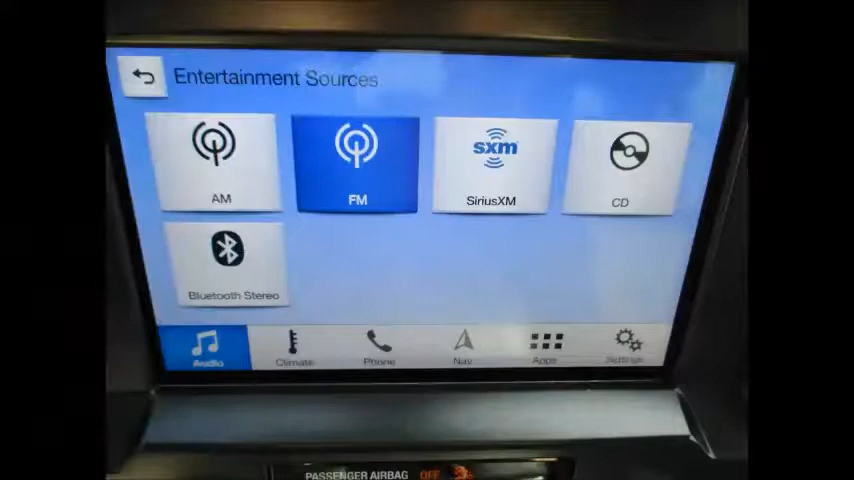 Entertainment Sources
AM
FM
sxm
SiriusXM
CD
Bluetooth Stereo
Audio
Climate
Phone
Nav
Apps
Settings
PASSENGER AIRBAG OFF